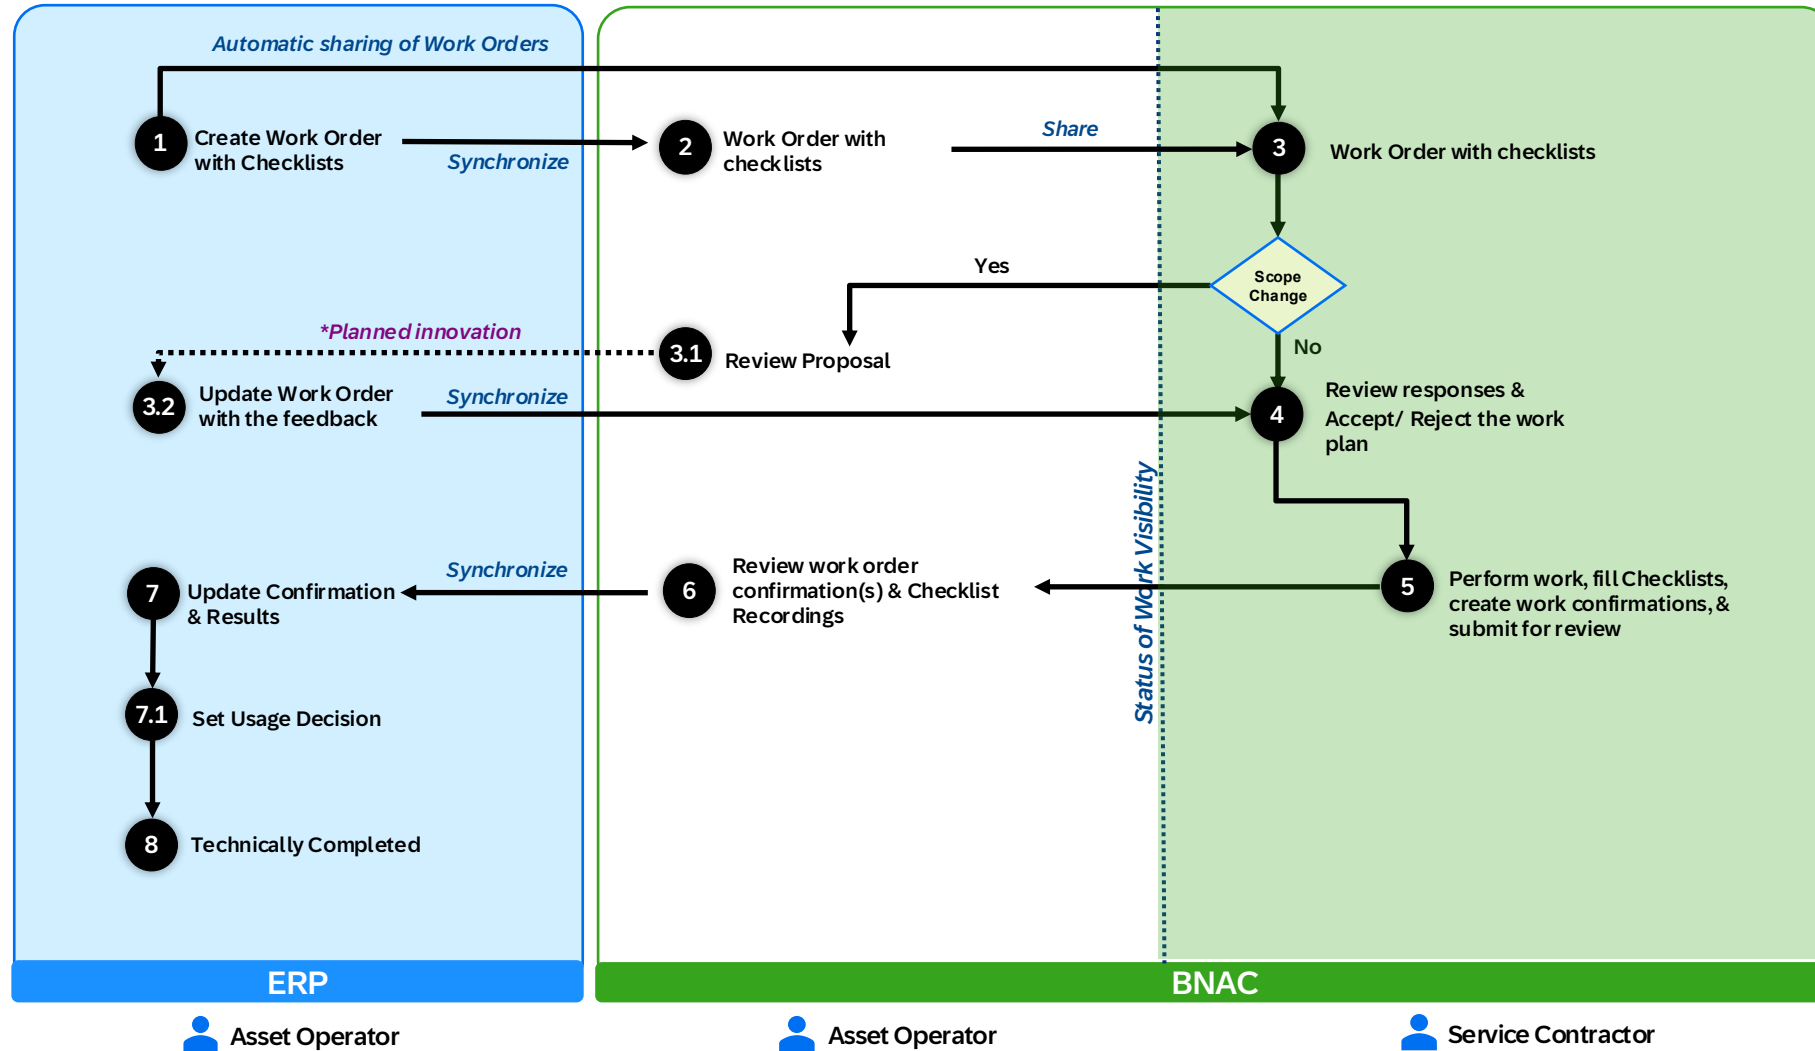 Automatic sharing of Work Orders
1
Create Work Order
with Checklists
Synchronize
2
Work Order with
checklists
Share
3
Work Order with checklists
Scope
Change
Yes
No
*Planned innovation
3.1
Review Proposal
3.2
Update Work Order
with the feedback
Synchronize
4
Review responses &
Accept/ Reject the work
plan
Status of Work Visibility
5
Perform work, fill Checklists,
create work confirmations, &
submit for review
6
Review work order
confirmation(s) & Checklist
Recordings
Synchronize
7
Update Confirmation
& Results
7.1
Set Usage Decision
8
Technically Completed
ERP
BNAC
Asset Operator
Asset Operator
Service Contractor